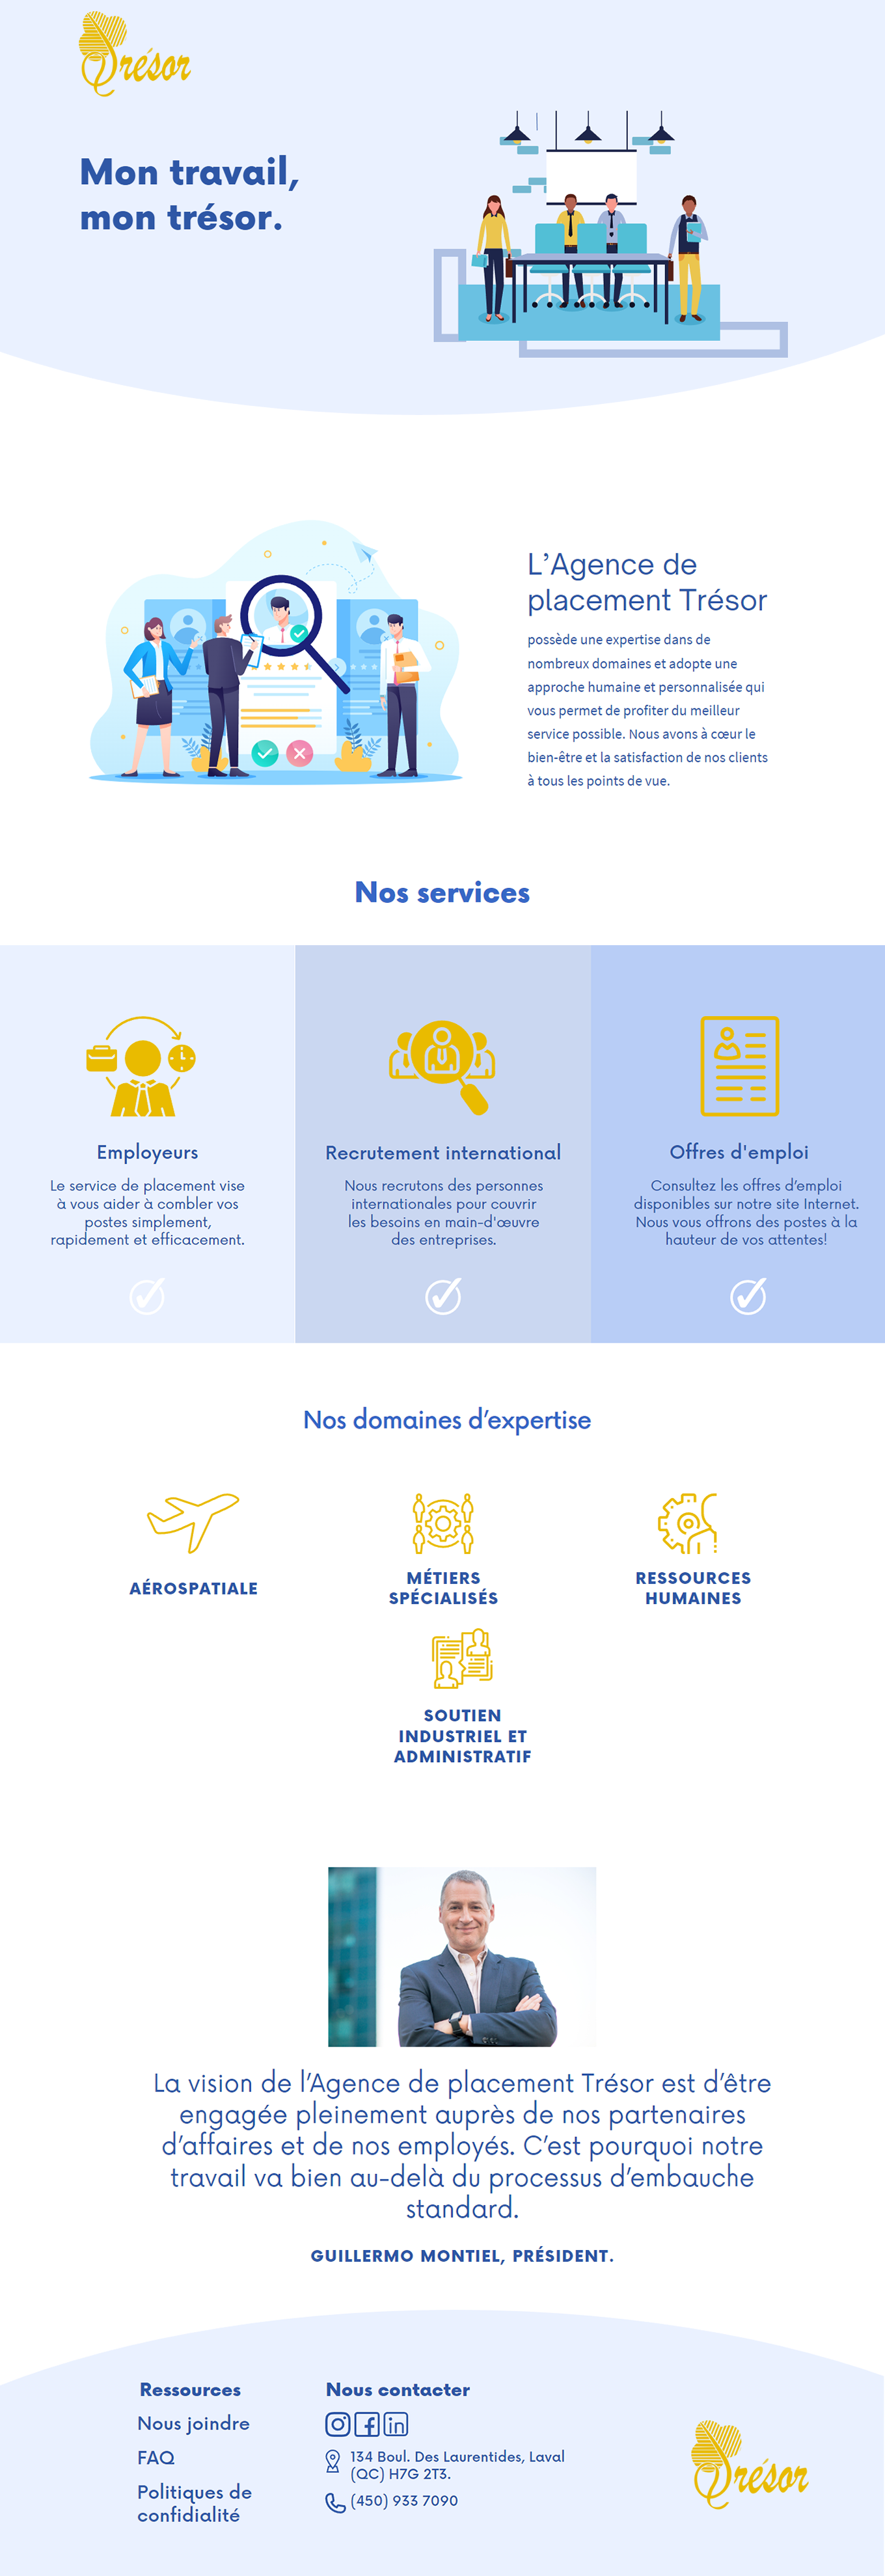 Trésor
Mon travail,
mon trésor.
L’Agence de
placement Trésor
possède une expertise dans de
nombreux domaines et adopte une
approche humaine et personnalisée qui
vous permet de profiter du meilleur
service possible. Nous avons à cœur le
bien-être et la satisfaction de nos clients
à tous les points de vue.
Nos services
Employeurs
Le service de placement vise
à vous aider à combler vos
postes simplement,
rapidement et efficacement.
Recrutement international
Nous recrutons des personnes
internationales pour couvrir
les besoins en main-d'œuvre
des entreprises.
Offres d'emploi
Consultez les offres d’emploi
disponibles sur notre site Internet.
Nous vous offrons des postes à la
hauteur de vos attentes!
Nos domaines d’expertise
AÉROSPATIALE
MÉTIERS
SPÉCIALISÉS
RESSOURCES
HUMAINES
SOUTIEN
INDUSTRIEL ET
ADMINISTRATIF
La vision de l’Agence de placement Trésor est d’être
engagée pleinement auprès de nos partenaires
d’affaires et de nos employés. C’est pourquoi notre
travail va bien au-delà du processus d’embauche
standard.
GUILLERMO MONTIEL, PRÉSIDENT.
Ressources
Nous joindre
FAQ
Politiques de
confidialité
Nous contacter
134 Boul. Des Laurentides, Laval
(QC) H7G 2T3.
(450) 933 7090
Trésor